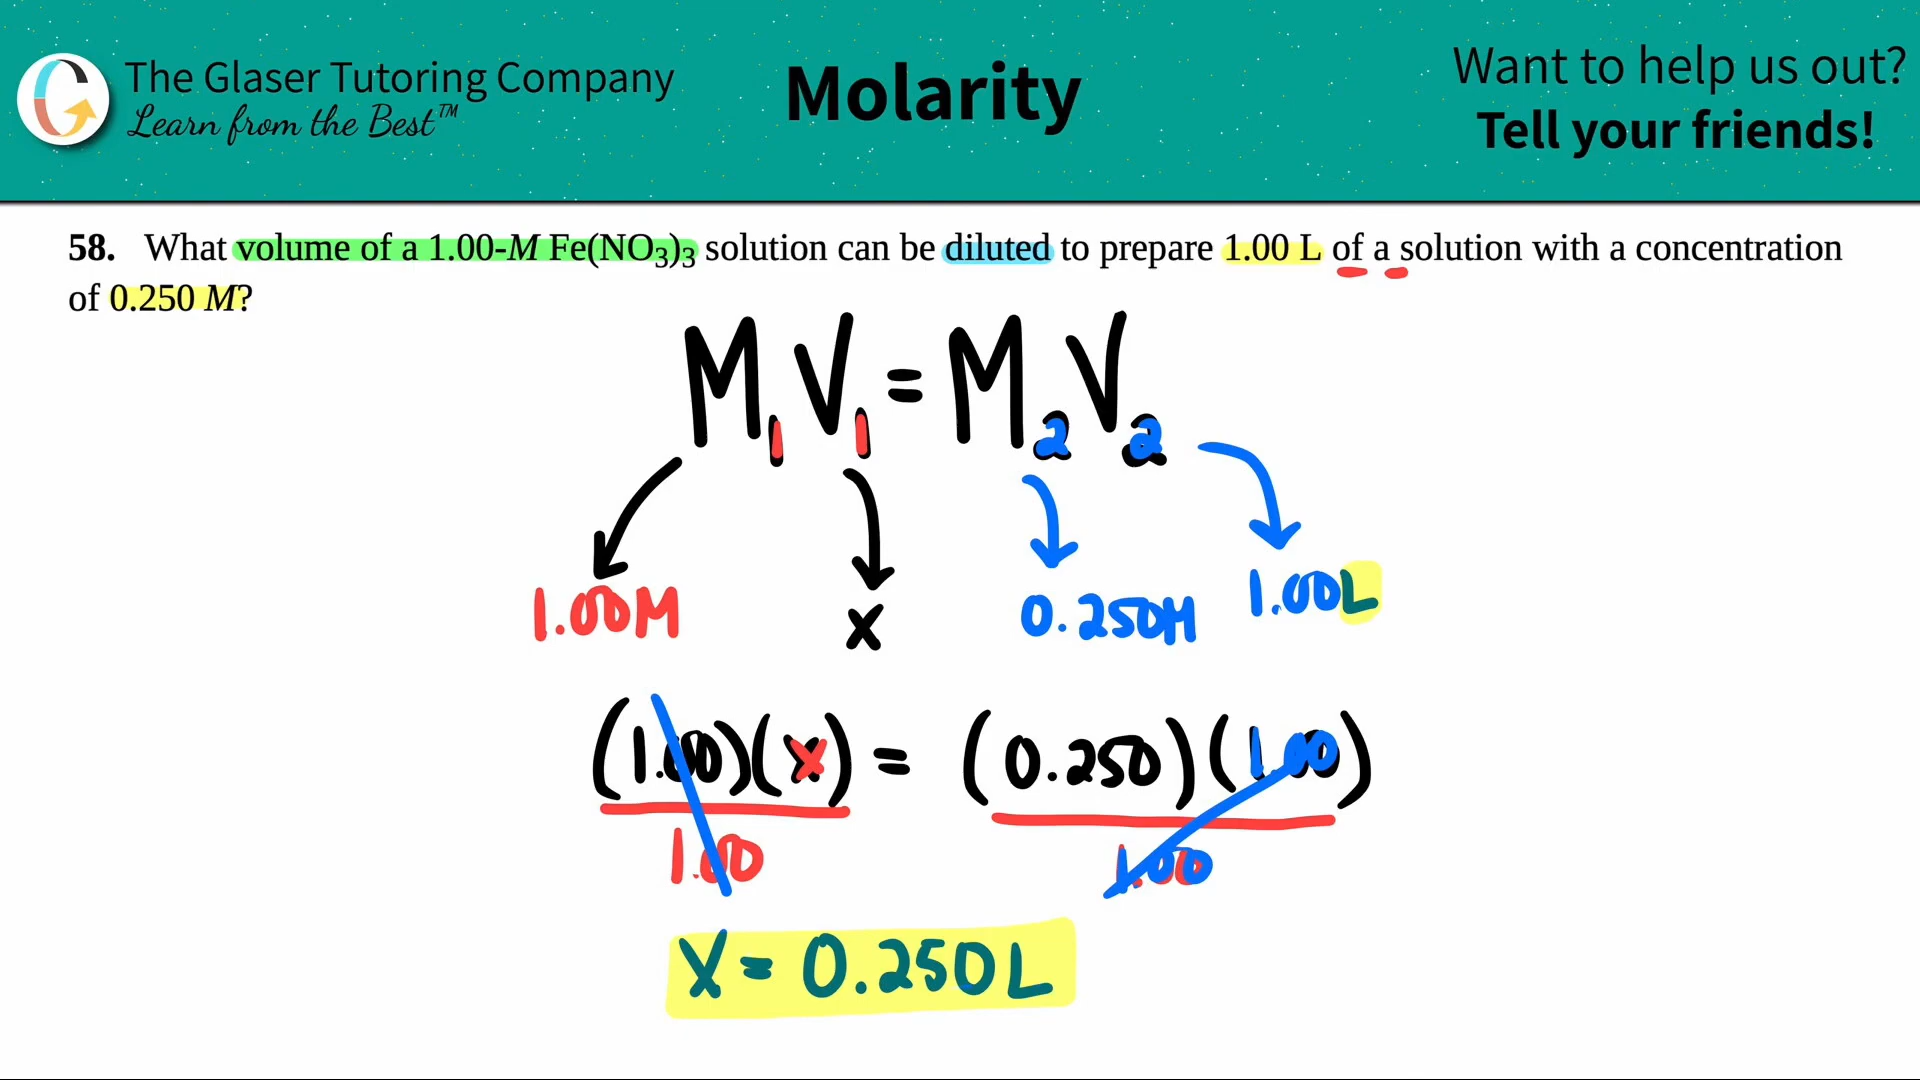 The Glaser Tutoring Company
Learn from the Best™
Molarity
Want to help us out?
Tell your friends!
58. What volume of a 1.00-M Fe(NO₃)₃ solution can be diluted to prepare 1.00 L of a solution with a concentration
of 0.250 M?
M₁V₁ = M₂V₂
1.00M x 0.250M 1.00L
(1.00)(x) = (0.250)(1.00)
1.00 1.00
X = 0.250L